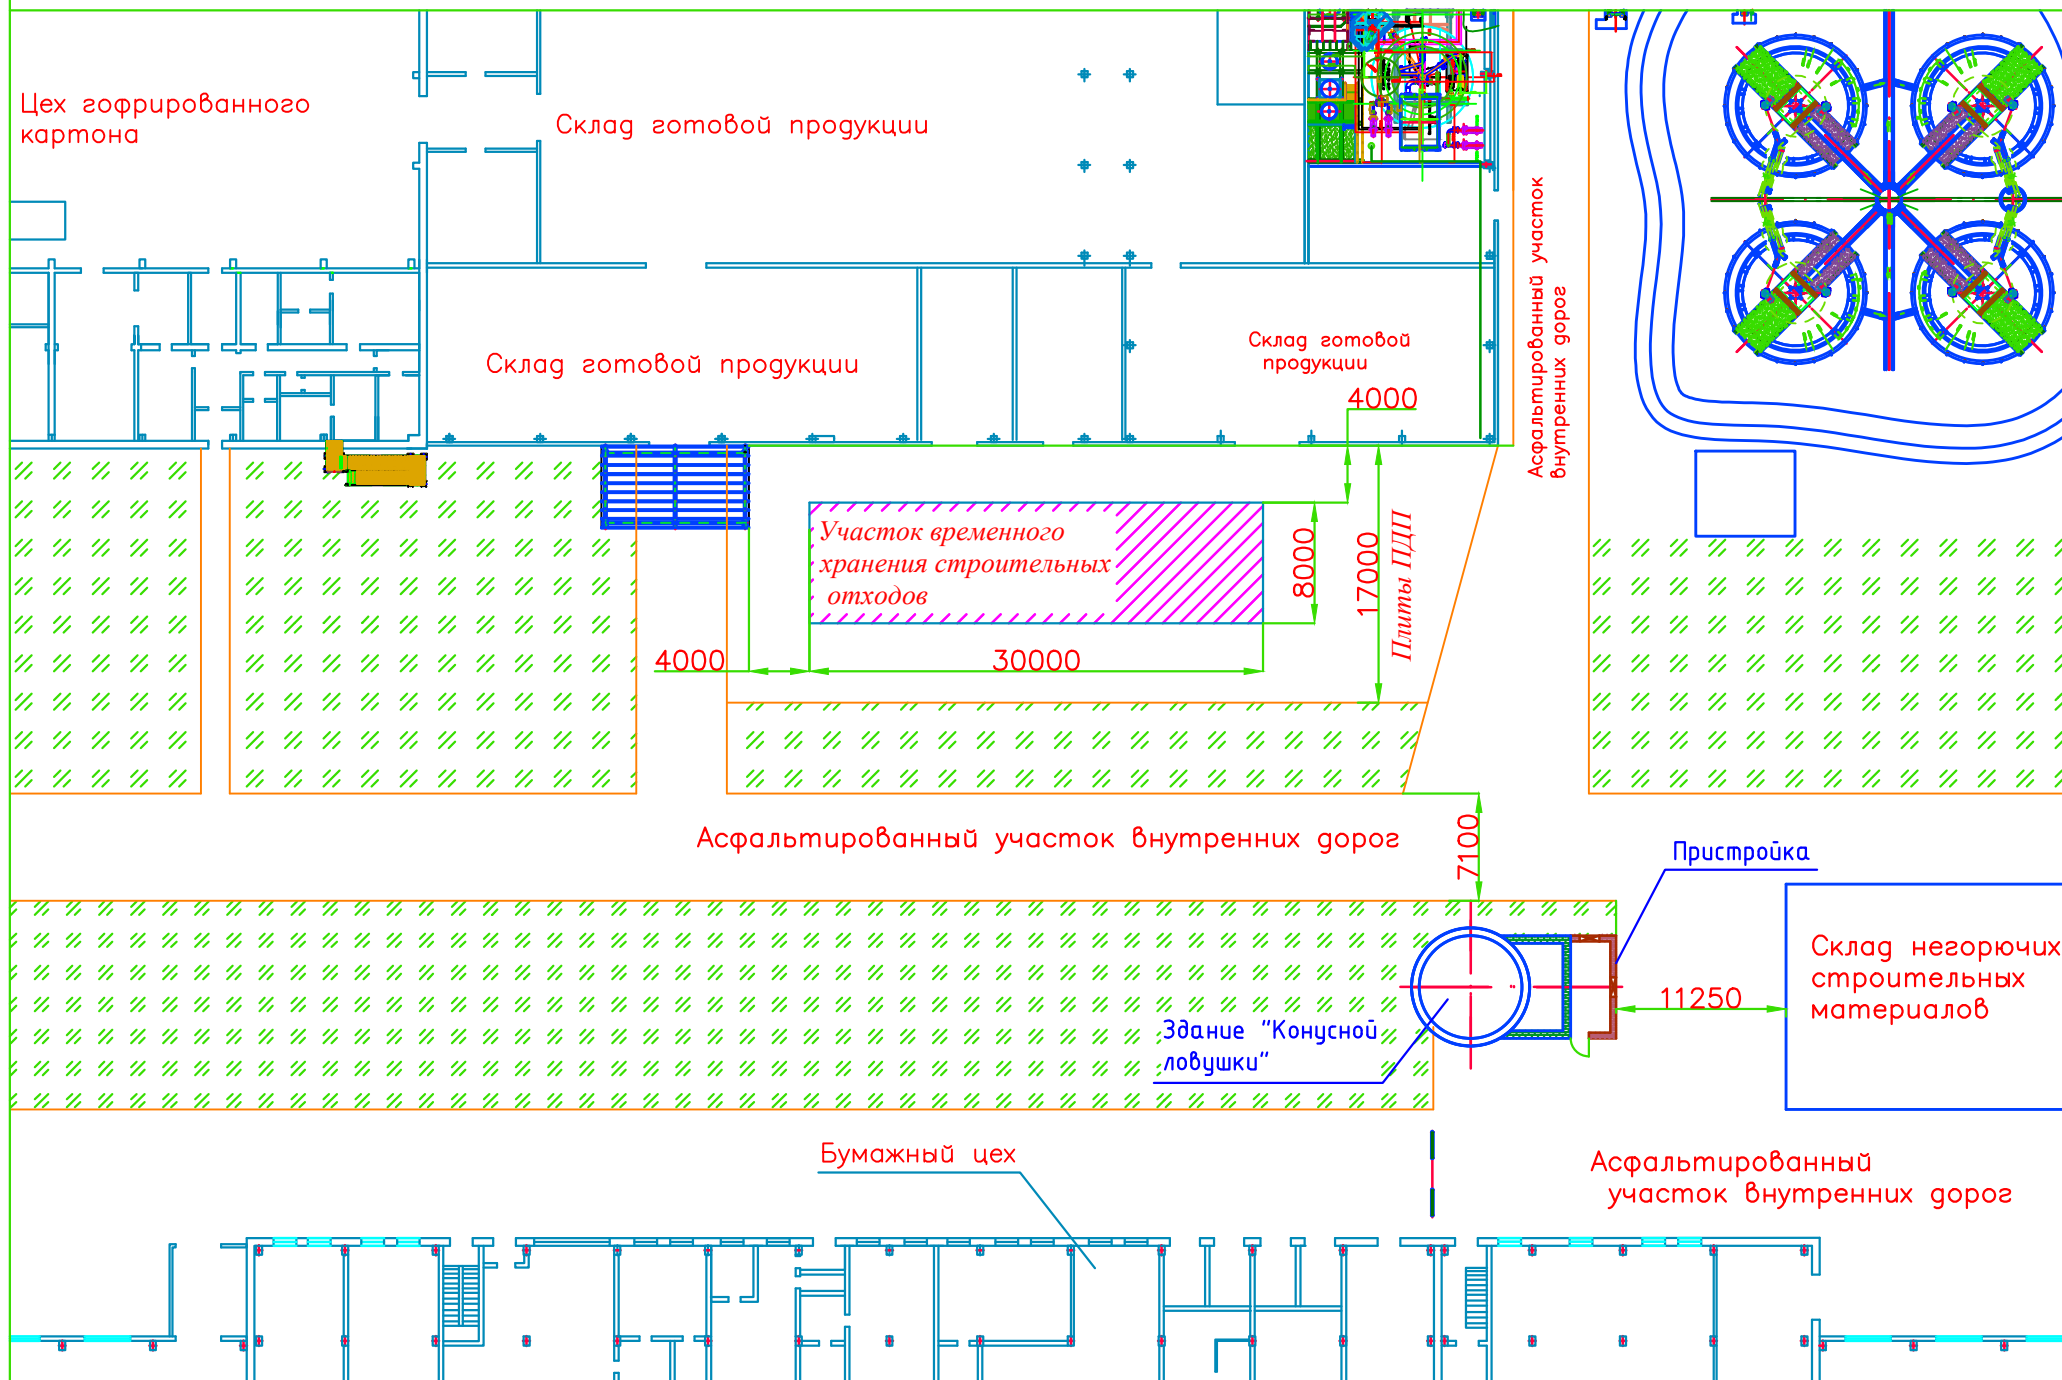 Цех гофрированного
картона
Склад готовой продукции
Асфальтированный участок
внутренних дорог
Склад готовой продукции
Склад готовой
продукции
4000
Участок временного
хранения строительных
отходов
8000
17000
Плиты ПДП
4000
30000
Асфальтированный участок внутренних дорог
7100
Пристройка
Склад негорючих
строительных
материалов
11250
Здание "Конусной
ловушки"
Бумажный цех
Асфальтированный
участок внутренних дорог